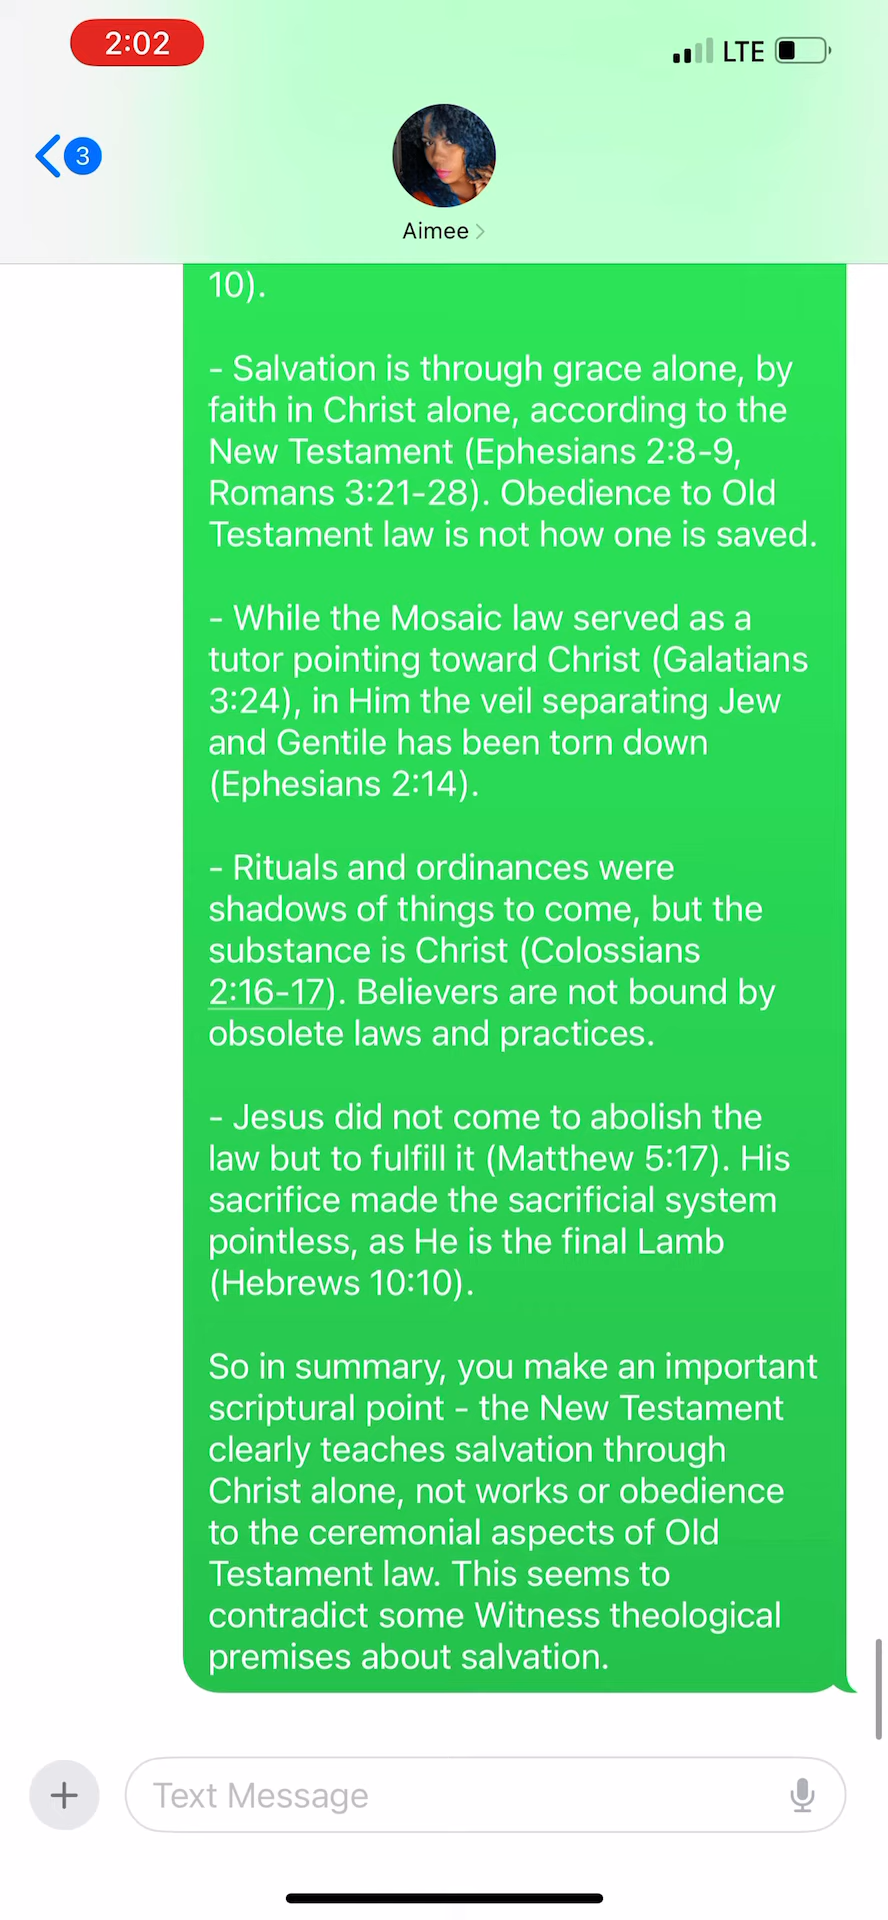 2:02
LTE
3
Aimee
10).
- Salvation is through grace alone, by
faith in Christ alone, according to the
New Testament (Ephesians 2:8-9,
Romans 3:21-28). Obedience to Old
Testament law is not how one is saved.
- While the Mosaic law served as a
tutor pointing toward Christ (Galatians
3:24), in Him the veil separating Jew
and Gentile has been torn down
(Ephesians 2:14).
- Rituals and ordinances were
shadows of things to come, but the
substance is Christ (Colossians
2:16-17). Believers are not bound by
obsolete laws and practices.
- Jesus did not come to abolish the
law but to fulfill it (Matthew 5:17). His
sacrifice made the sacrificial system
pointless, as He is the final Lamb
(Hebrews 10:10).
So in summary, you make an important
scriptural point - the New Testament
clearly teaches salvation through
Christ alone, not works or obedience
to the ceremonial aspects of Old
Testament law. This seems to
contradict some Witness theological
premises about salvation.
Text Message